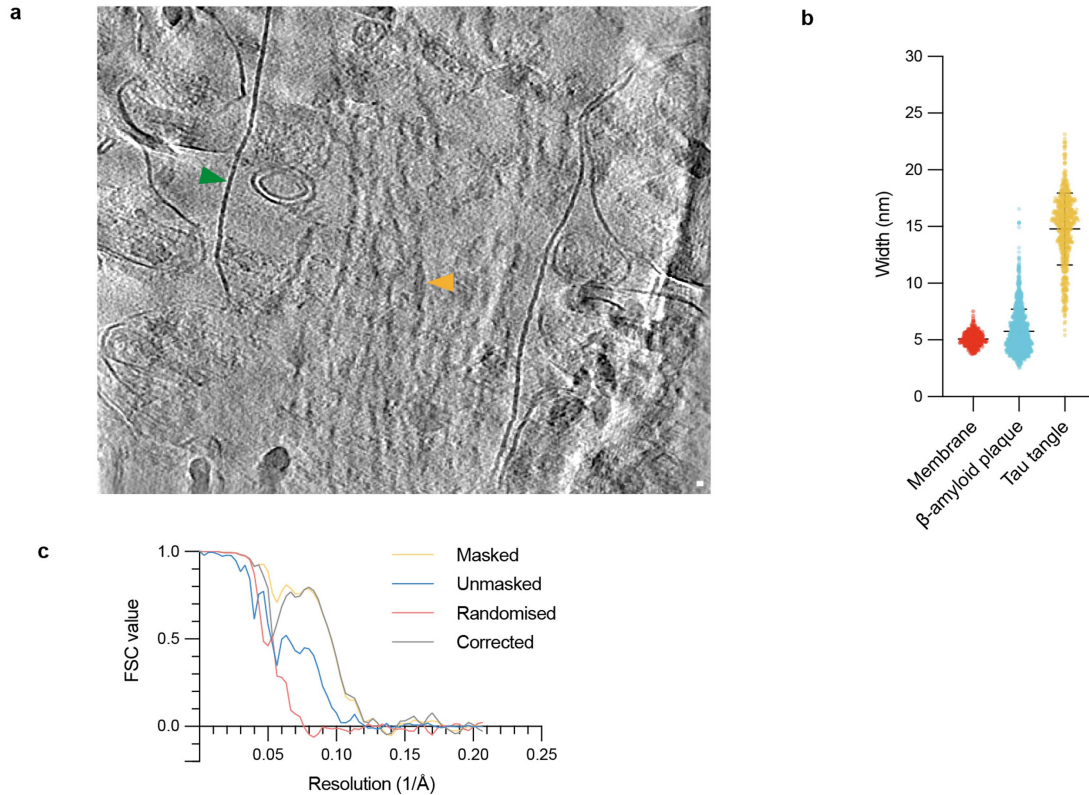 a
b
30
25
20
15
10
5
0
Width (nm)
Membrane
β-amyloid plaque
Tau tangle
c
1.0
0.5
0.0
FSC value
0.05
0.10
0.15
0.20
0.25
Resolution (1/Å)
Masked
Unmasked
Randomised
Corrected